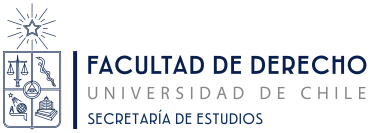 FACULTAD DE DERECHO
UNIVERSIDAD DE CHILE
SECRETARÍA DE ESTUDIOS